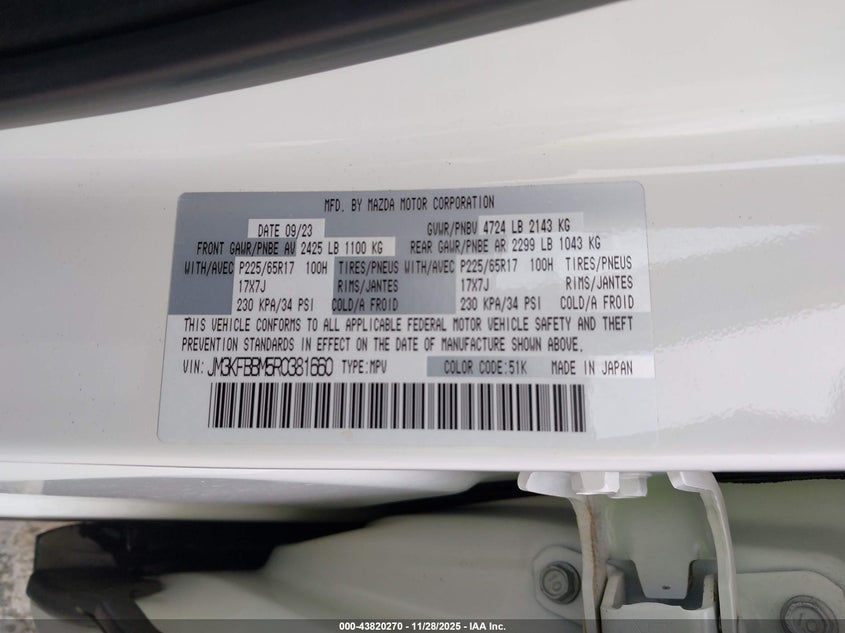 MFD. BY MAZDA MOTOR CORPORATION
DATE 09/23 GVWR/PNBV 4724 LB 2143 KG
FRONT GAWR/PNBE AV 2425 LB 1100 KG REAR GAWR/PNBE AR 2299 LB 1043 KG
WITH/AVEC P225/65R17 100H TIRES/PNEUS WITH/AVEC P225/65R17 100H TIRES/PNEUS
17X7J RIMS/JANTES 17X7J RIMS/JANTES
230 KPA/34 PSI COLD/A FROID 230 KPA/34 PSI COLD/A FROID
THIS VEHICLE CONFORMS TO ALL APPLICABLE FEDERAL MOTOR VEHICLE SAFETY AND THEFT
PREVENTION STANDARDS IN EFFECT ON THE DATE OF MANUFACTURE SHOWN ABOVE.
VIN: JM3KFBBM5R0381660 TYPE:MPV COLOR CODE:51K MADE IN JAPAN
000-43820270 - 11/28/2025 - IAA Inc.